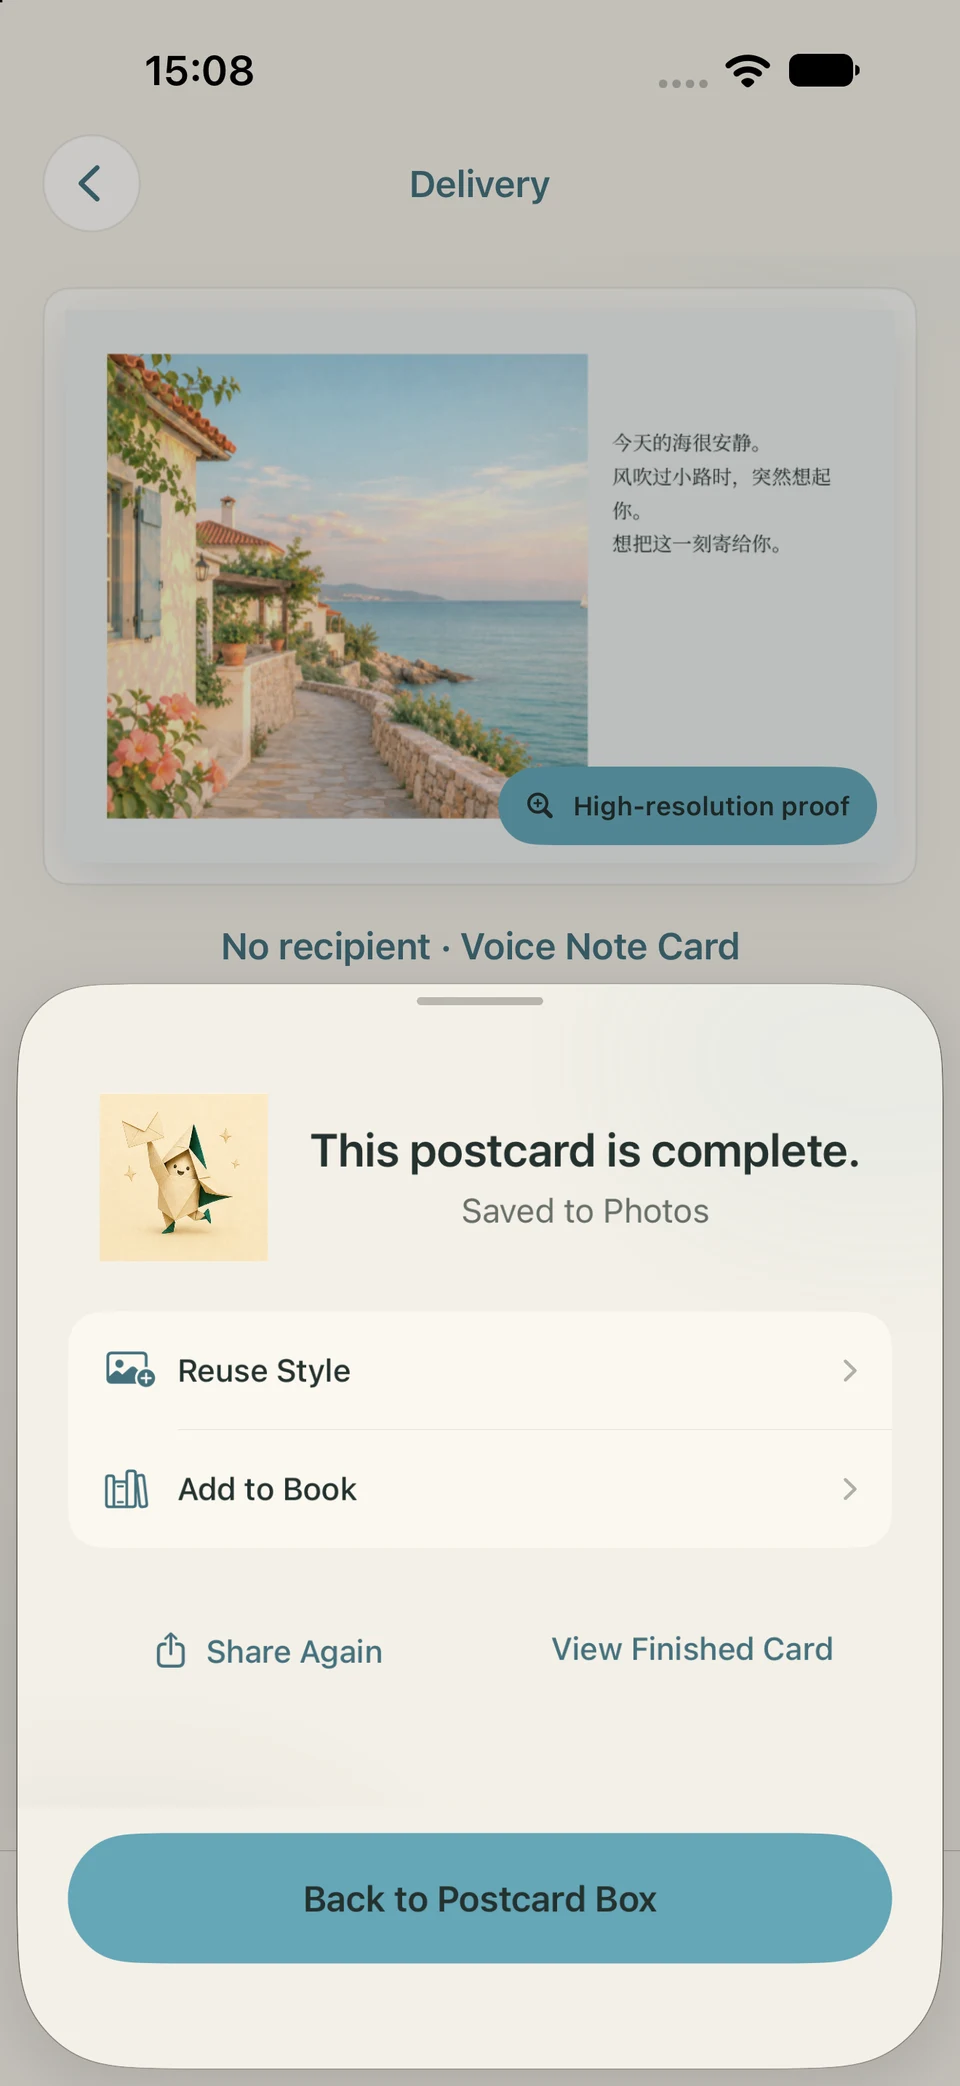 15:08
Delivery
今天的海很安静。
风吹过小路时，突然想起
你。
想把这一刻寄给你。
High-resolution proof
No recipient · Voice Note Card
This postcard is complete.
Saved to Photos
Reuse Style
Add to Book
Share Again
View Finished Card
Back to Postcard Box